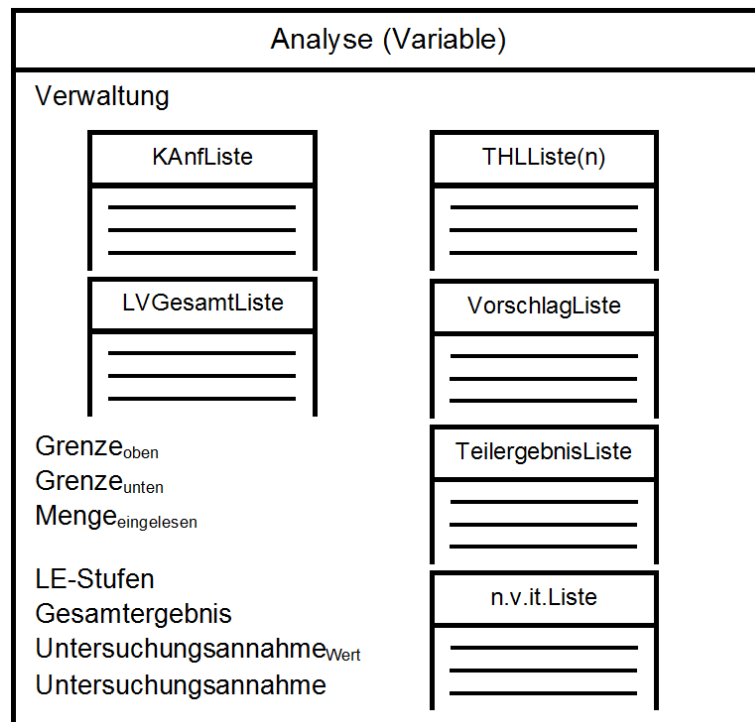 Analyse (Variable)
Verwaltung
KAnfListe
THLListe(n)
LVGesamtListe
VorschlagListe
Grenzeoben
Grenzeunten
Mengeeingelesen
TeilergebnisListe
LE-Stufen
Gesamtergebnis
UntersuchungsannahmeWert
Untersuchungsannahme
n.v.it.Liste